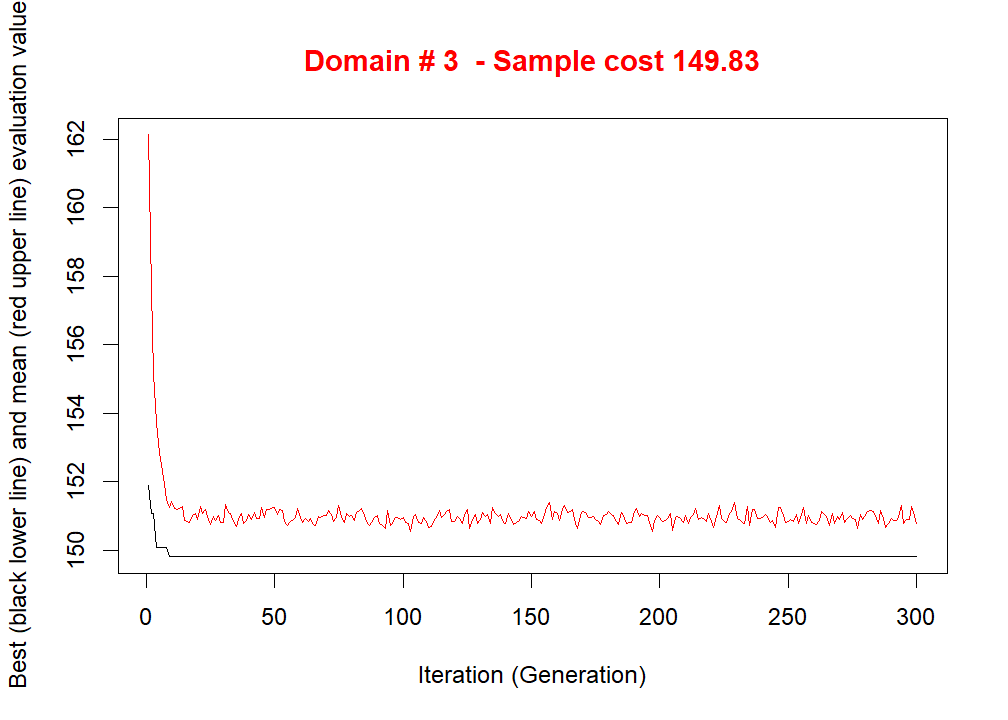 Domain # 3  - Sample cost 149.83
Best (black lower line) and mean (red upper line) evaluation value
162
160
158
156
154
152
150
0 50 100 150 200 250 300
Iteration (Generation)